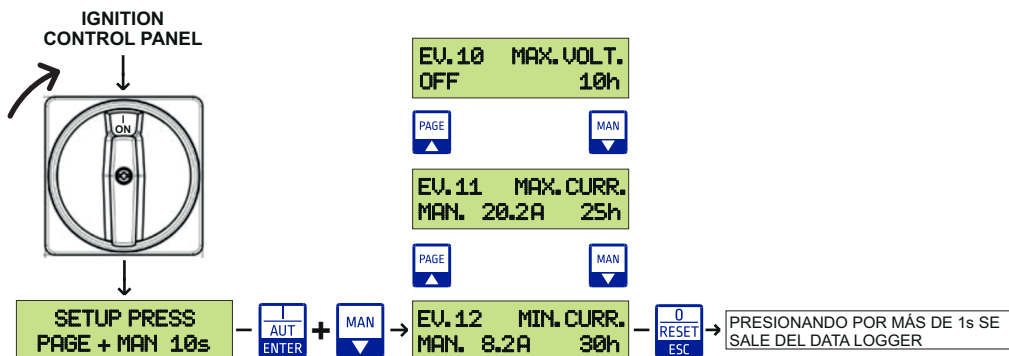 IGNITION
CONTROL PANEL
I
ON
SETUP PRESS
PAGE + MAN 10s
I
AUT
ENTER
+
MAN
EV.10 MAX.VOLT.
OFF 10h
PAGE
MAN
EV.11 MAX.CURR.
MAN. 20.2A 25h
PAGE
MAN
EV.12 MIN.CURR.
MAN. 8.2A 30h
0
RESET
ESC
PRESIONANDO POR MÁS DE 1s SE
SALE DEL DATA LOGGER